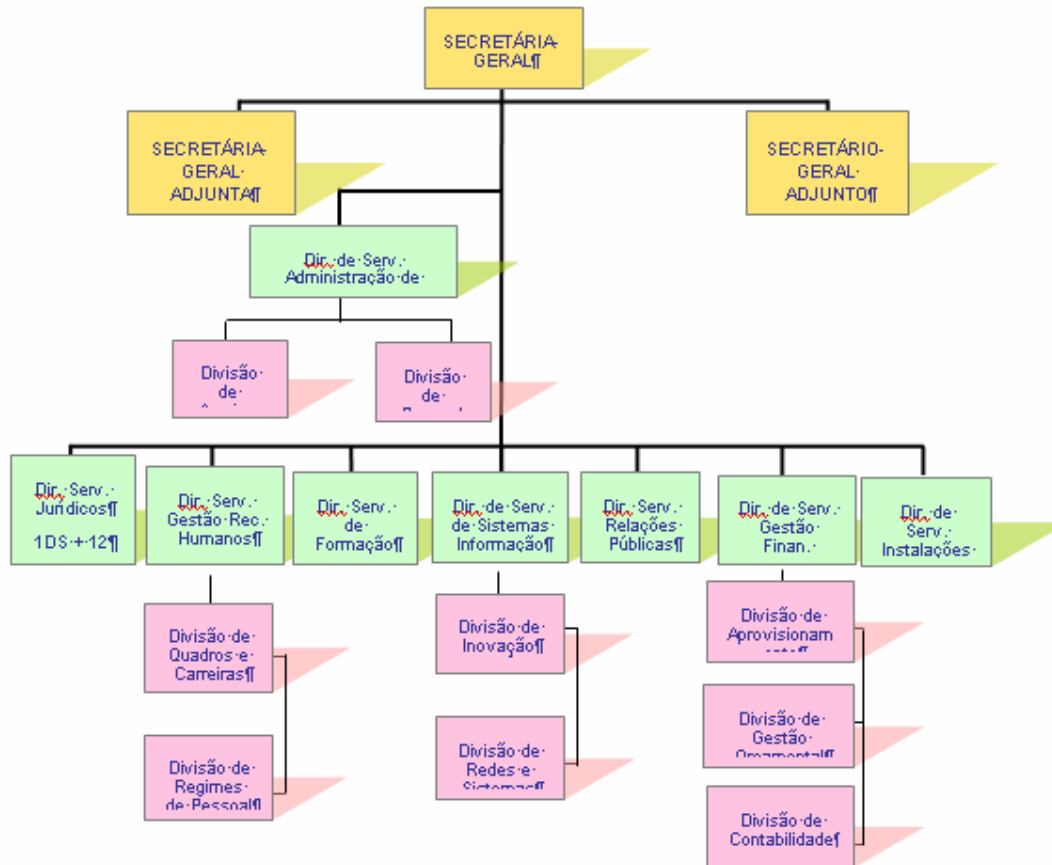 SECRETÁRIA-
GERAL¶
SECRETÁRIA-
GERAL·
ADJUNTA¶
SECRETÁRIO-
GERAL·
ADJUNTO¶
Dir.·de·Serv.·
Administração·de·
Divisão·
de·
Divisão·
de·
Dir.·Serv.·
Jurídicos¶
1DS·+·12¶
Dir.·Serv.·
Gestão·Rec.·
Humanos¶
Dir.·Serv.·
de·
Formação¶
Dir.·de·Serv.·
de·Sistemas·
Informação¶
Dir.·Serv.·
Relações·
Públicas¶
Dir.·de·Serv.·
Gestão·
Finan.·
Dir.·de·
Serv.·
Instalações·
Divisão·de·
Quadros·e·
Carreiras¶
Divisão·de·
Regimes·
de·Pessoal¶
Divisão·de·
Inovação¶
Divisão·de·
Redes·e·
Sistemas¶
Divisão·de·
Aprovisionam
Divisão·de·
Gestão·
Divisão·de·
Contabilidade¶